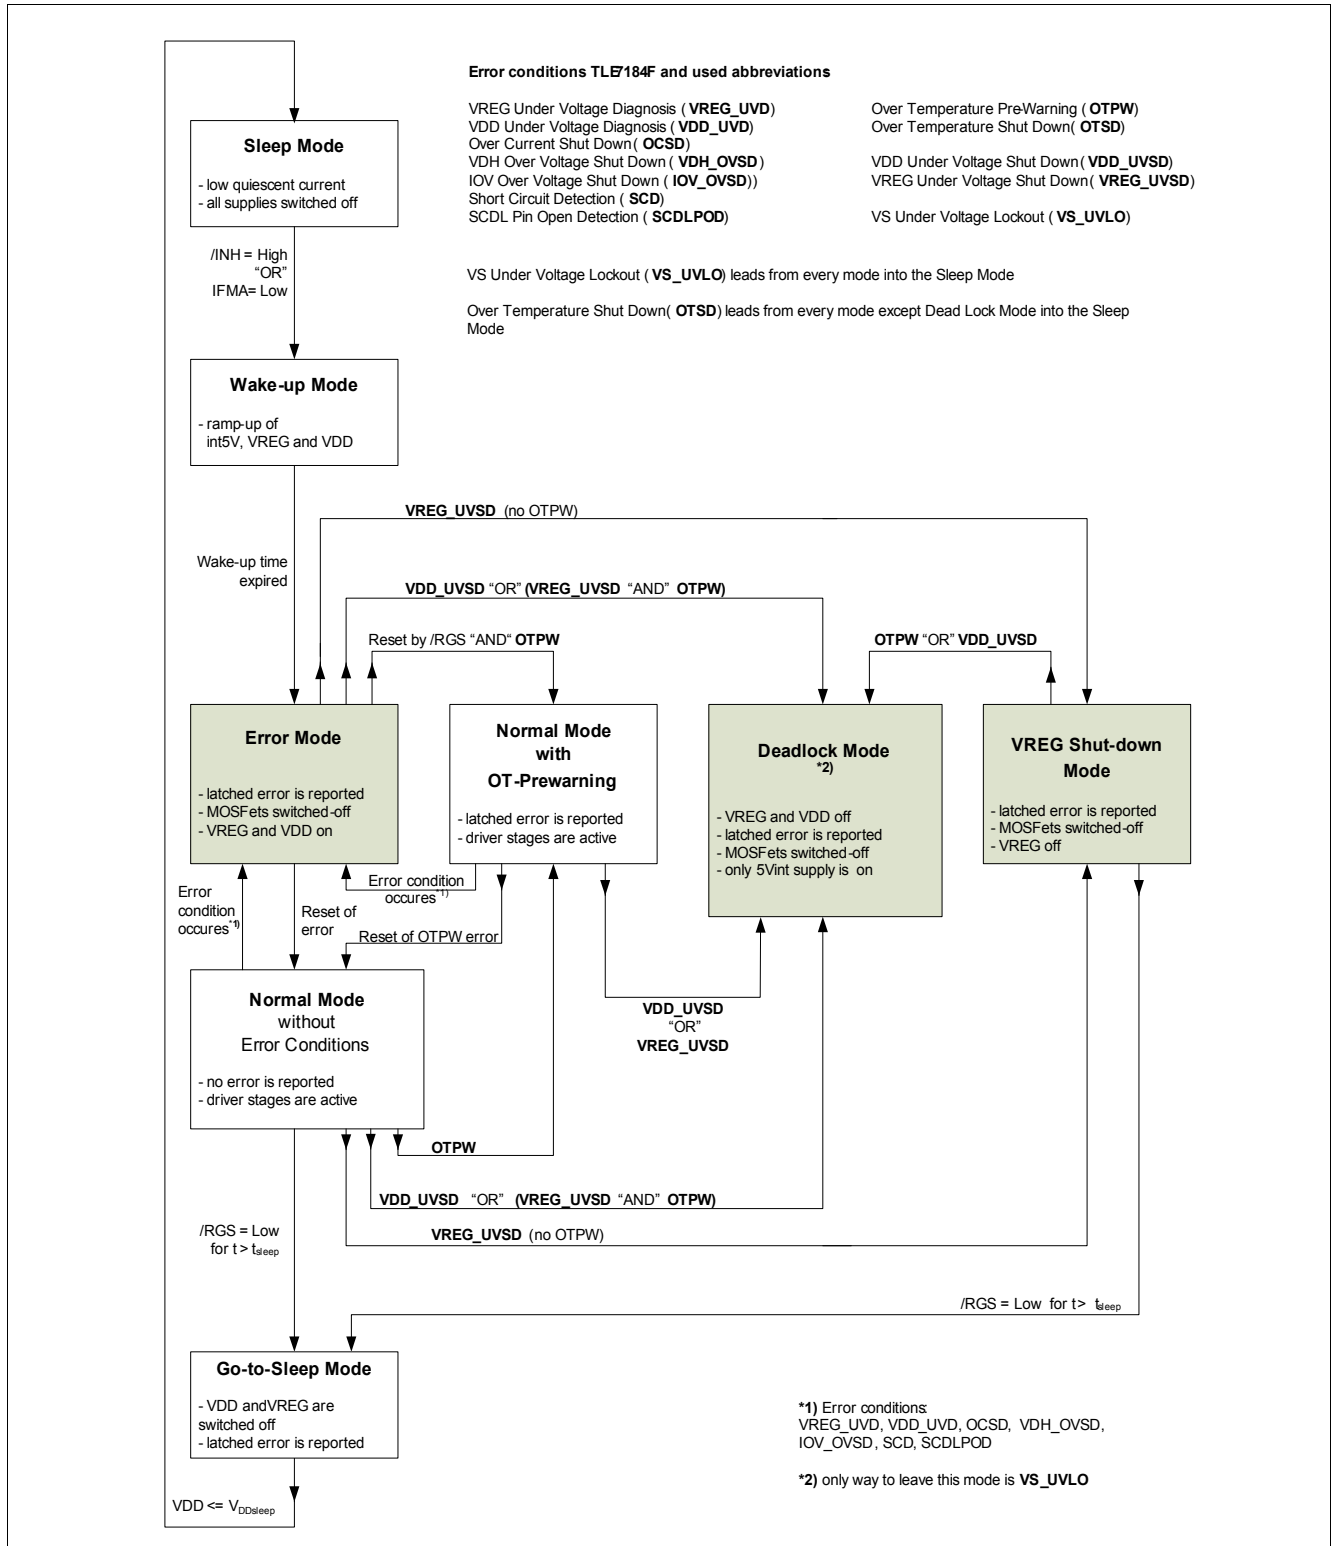 Error conditions TLE7184F and used abbreviations
VREG Under Voltage Diagnosis ( VREG_UVD)
VDD Under Voltage Diagnosis ( VDD_UVD)
Over Current Shut Down ( OCSD)
VDH Over Voltage Shut Down ( VDH_OVSD)
IOV Over Voltage Shut Down ( IOV_OVSD))
Short Circuit Detection ( SCD)
SCDL Pin Open Detection ( SCDLPOD)
Over Temperature Pre-Warning ( OTPW)
Over Temperature Shut Down( OTSD)
VDD Under Voltage Shut Down( VDD_UVSD)
VREG Under Voltage Shut Down( VREG_UVSD)
VS Under Voltage Lockout ( VS_UVLO)
VS Under Voltage Lockout ( VS_UVLO) leads from every mode into the Sleep Mode
Over Temperature Shut Down( OTSD) leads from every mode except Dead Lock Mode into the Sleep
Mode
Sleep Mode
- low quiescent current
- all supplies switched off
/INH = High
“OR”
IFMA= Low
Wake-up Mode
- ramp-up of
int5V, VREG and VDD
VREG_UVSD (no OTPW)
Wake-up time
expired
VDD_UVSD “OR” (VREG_UVSD “AND” OTPW)
Reset by /RGS “AND“ OTPW
OTPW “OR” VDD_UVSD
Error Mode
- latched error is reported
- MOSFets switched-off
- VREG and VDD on
Normal Mode
with
OT-Prewarning
- latched error is reported
- driver stages are active
Deadlock Mode
*2)
- VREG and VDD off
- latched error is reported
- MOSFets switched-off
- only 5Vint supply is on
VREG Shut-down
Mode
- latched error is reported
- MOSFets switched-off
- VREG off
Error
condition
occures*1)
Reset of
error
Error condition
occures*1)
Reset of OTPW error
Normal Mode
without
Error Conditions
- no error is reported
- driver stages are active
VDD_UVSD
“OR”
VREG_UVSD
OTPW
VDD_UVSD “OR” (VREG_UVSD “AND” OTPW)
VREG_UVSD (no OTPW)
/RGS = Low
for t > tsleep
/RGS = Low for t > tsleep
Go-to-Sleep Mode
- VDD andVREG are
switched off
- latched error is reported
VDD <= VDDsleep
*1) Error conditions:
VREG_UVD, VDD_UVD, OCSD, VDH_OVSD,
IOV_OVSD, SCD, SCDLPOD
*2) only way to leave this mode is VS_UVLO